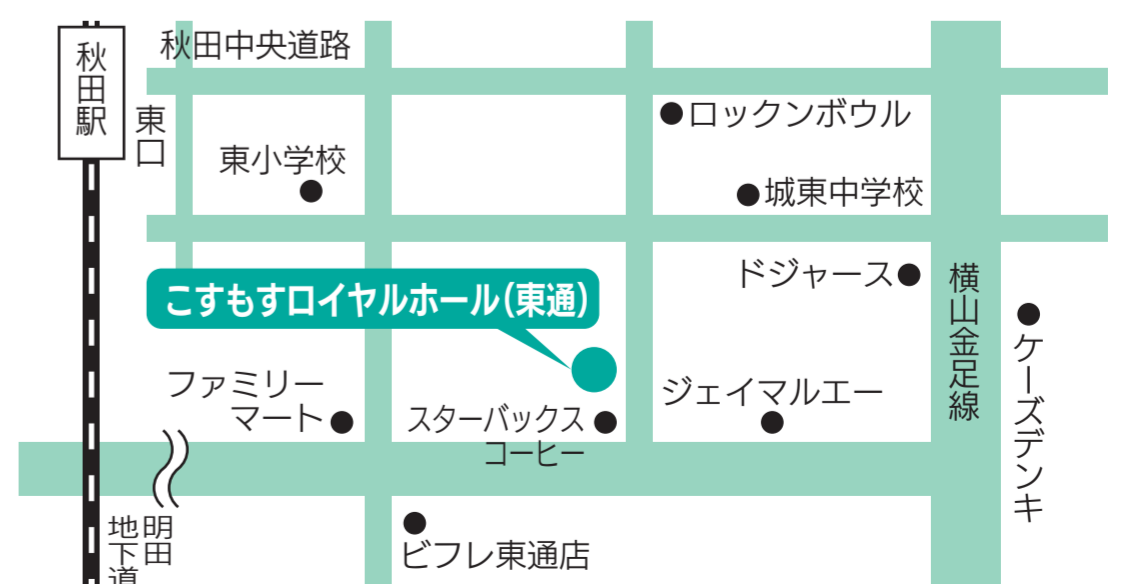 秋田中央道路
秋田駅
東口
ロックンボウル
東小学校
城東中学校
ドジャース
横山金足線
こすもすロイヤルホール(東通)
ケーズデンキ
ファミリー
マート
スターバックス
コーヒー
ジェイマルエー
明田
地下道
ビフレ東通店